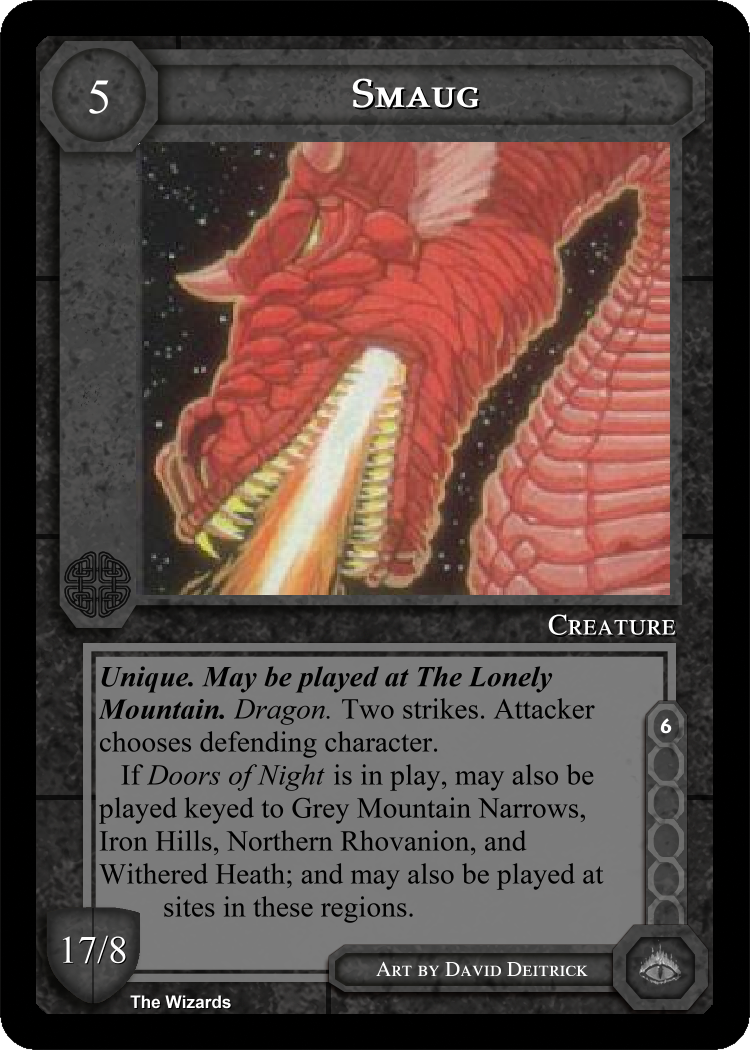 5
Smaug
Creature
Unique. May be played at The Lonely
Mountain. Dragon. Two strikes. Attacker
chooses defending character.
If Doors of Night is in play, may also be
played keyed to Grey Mountain Narrows,
Iron Hills, Northern Rhovanion, and
Withered Heath; and may also be played at
sites in these regions.
6
17/8
Art by David Deitrick
The Wizards